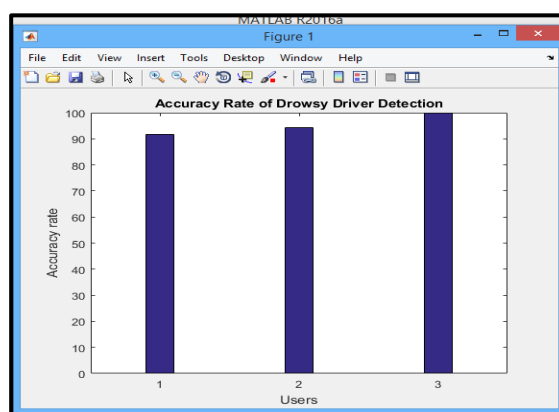 MATLAB R2016a
Figure 1
File Edit View Insert Tools Desktop Window Help
Accuracy Rate of Drowsy Driver Detection
100
90
80
70
60
50
40
30
20
10
0
Accuracy rate
1 2 3
Users